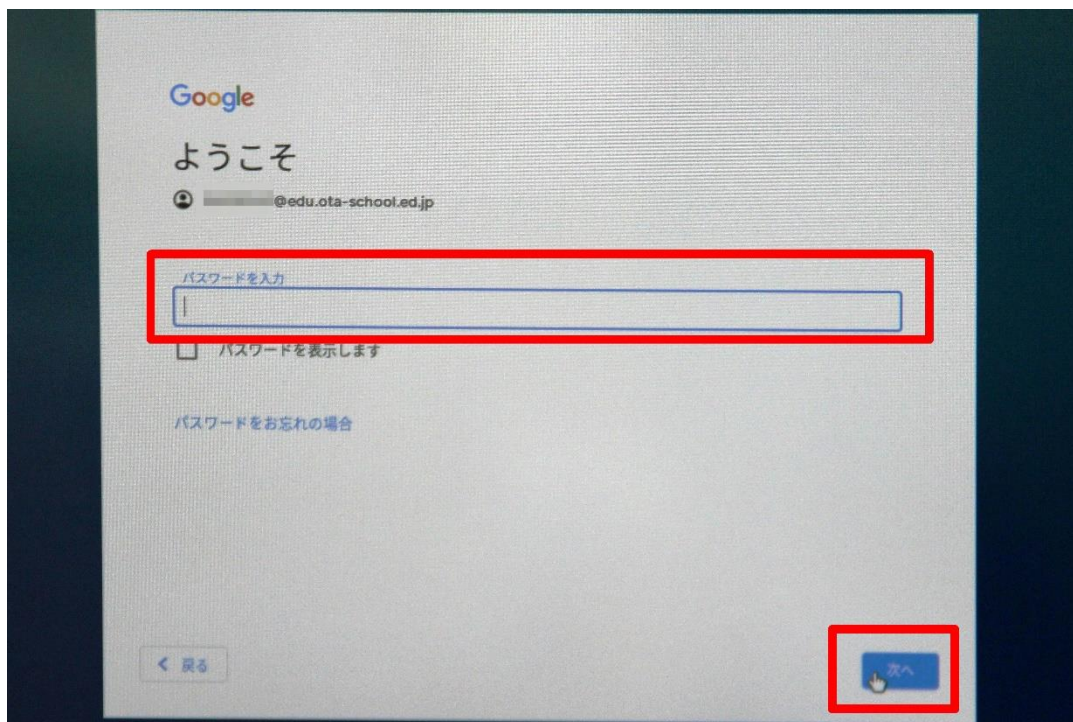 Google
ようこそ
@edu.ota-school.ed.jp
パスワードを入力
パスワードを表示します
パスワードをお忘れの場合
戻る
次へ